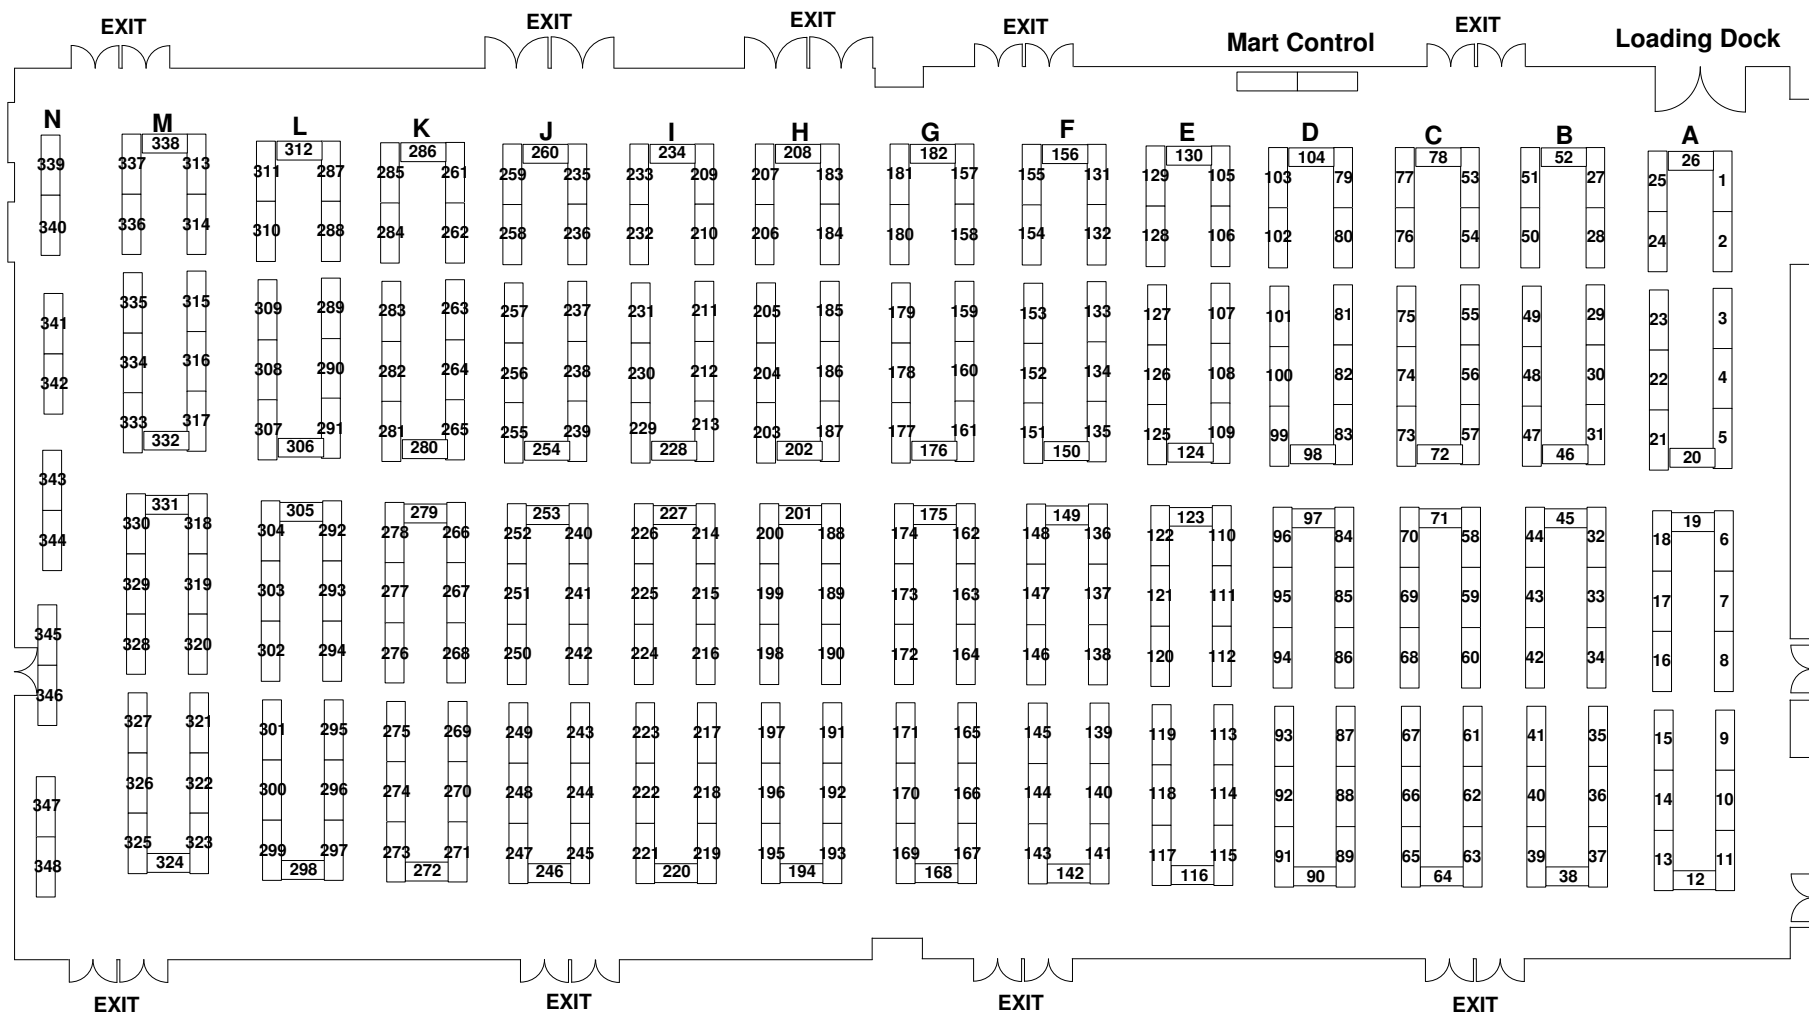 EXIT EXIT EXIT EXIT Mart Control EXIT Loading Dock
N M L K J I H G F E D C B A
338 312 286 260 234 208 182 156 130 104 78 52 26
339 337 313 311 287 285 261 259 235 233 209 207 183 181 157 155 131 129 105 103 79 77 53 51 27 25 1
340 336 314 310 288 284 262 258 236 232 210 206 184 180 158 154 132 128 106 102 80 76 54 50 28 24 2
341 335 315 309 289 283 263 257 237 231 211 205 185 179 159 153 133 127 107 101 81 75 55 49 29 23 3
342 334 316 308 290 282 264 256 238 230 212 204 186 178 160 152 134 126 108 100 82 74 56 48 30 22 4
333 317 307 291 281 265 255 239 229 213 203 187 177 161 151 135 125 109 99 83 73 57 47 31 21 5
332 306 280 254 228 202 176 150 124 98 72 46 20
343 331 305 279 253 227 201 175 149 123 97 71 45 19
344 330 318 304 292 278 266 252 240 226 214 200 188 174 162 148 136 122 110 96 84 70 58 44 32 18 6
329 319 303 293 277 267 251 241 225 215 199 189 173 163 147 137 121 111 95 85 69 59 43 33 17 7
345 328 320 302 294 276 268 250 242 224 216 198 190 172 164 146 138 120 112 94 86 68 60 42 34 16 8
346 327 321 301 295 275 269 249 243 223 217 197 191 171 165 145 139 119 113 93 87 67 61 41 35 15 9
347 326 322 300 296 274 270 248 244 222 218 196 192 170 166 144 140 118 114 92 88 66 62 40 36 14 10
348 325 323 299 297 273 271 247 245 221 219 195 193 169 167 143 141 117 115 91 89 65 63 39 37 13 11
324 298 272 246 220 194 168 142 116 90 64 38 12
EXIT EXIT EXIT EXIT